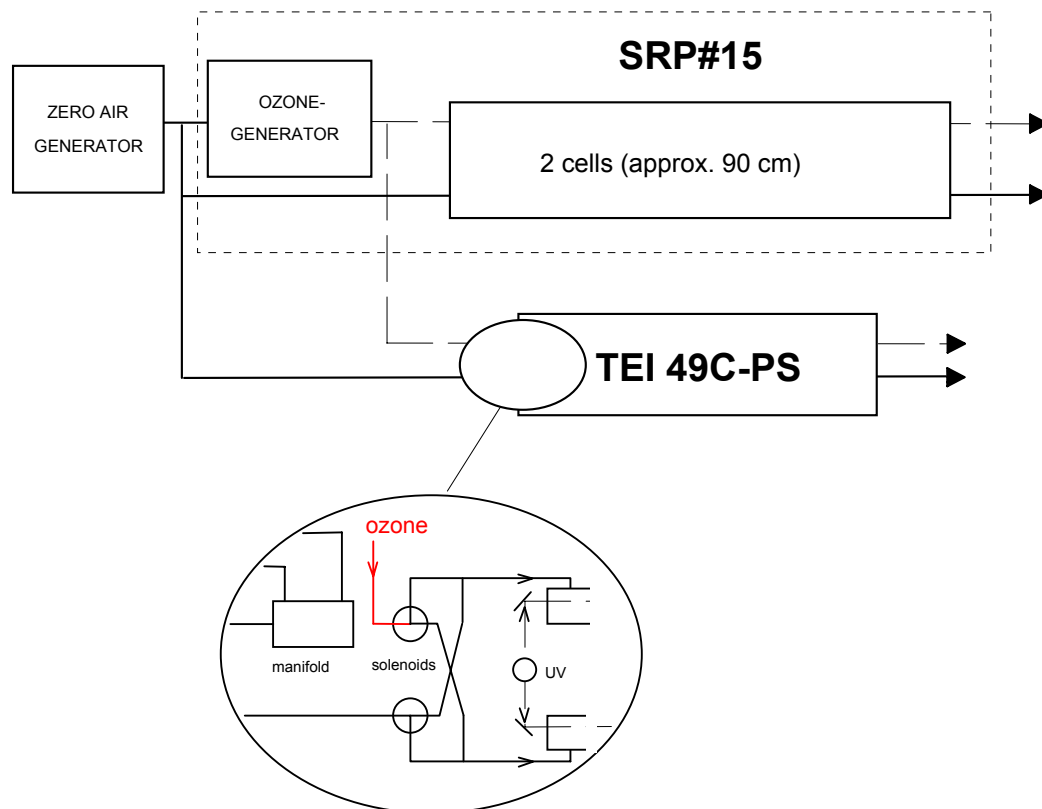 SRP#15
ZERO AIR
GENERATOR
OZONE-
GENERATOR
2 cells (approx. 90 cm)
TEI 49C-PS
ozone
manifold
solenoids
UV